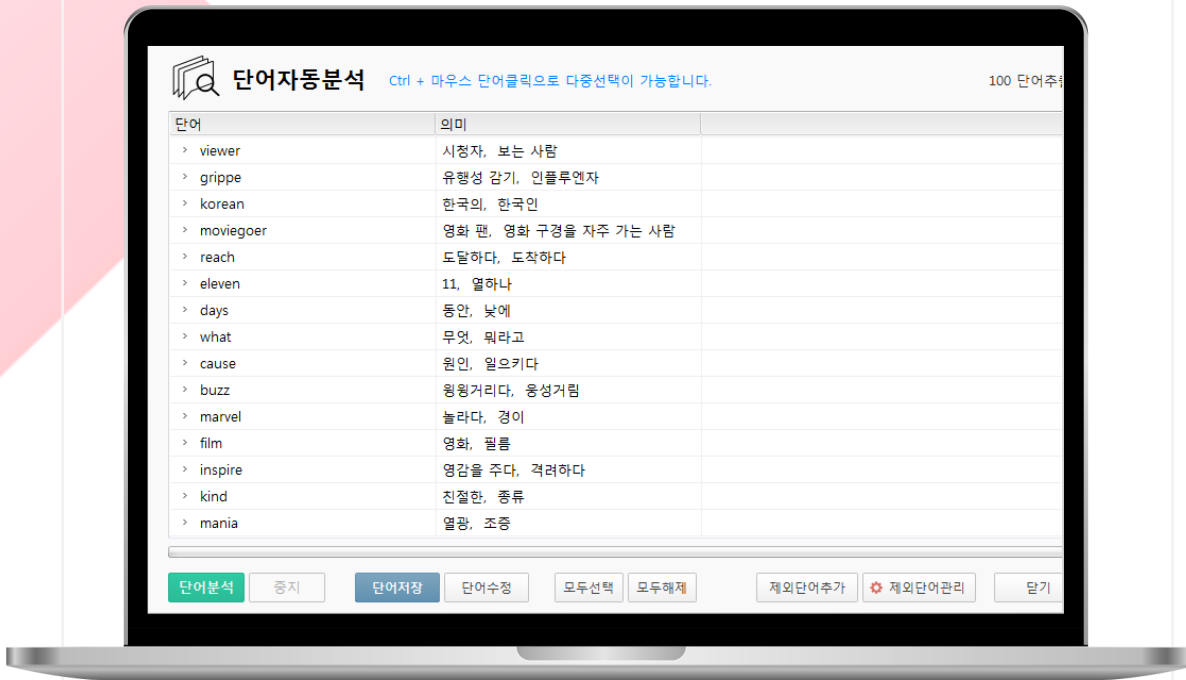 단어자동분석 Ctrl + 마우스 단어클릭으로 다중선택이 가능합니다. 100
단어 의미
viewer 시청자, 보는 사람
grippe 유행성 감기, 인플루엔자
korean 한국의, 한국인
moviegoer 영화 팬, 영화 구경을 자주 가는 사람
reach 도달하다, 도착하다
eleven 11, 열하나
days 동안, 낮에
what 무엇, 뭐라고
cause 원인, 일으키다
buzz 윙윙거리다, 웅성거림
marvel 놀라다, 경이
film 영화, 필름
inspire 영감을 주다, 격려하다
kind 친절한, 종류
mania 열광, 조증
단어분석 중지 단어저장 단어수정 모두선택 모두해제 제외단어추가 제외단어관리 닫기